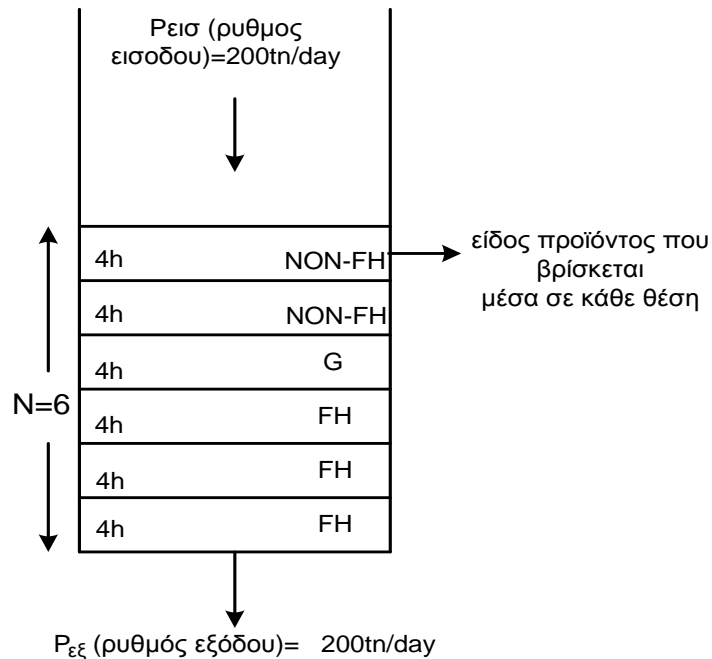 Ρεισ (ρυθμος
εισοδου)=200tn/day
4h NON-FH
4h NON-FH
4h G
4h FH
4h FH
4h FH
N=6
είδος προϊόντος που
βρίσκεται
μέσα σε κάθε θέση
Ρεξ (ρυθμός εξόδου)= 200tn/day